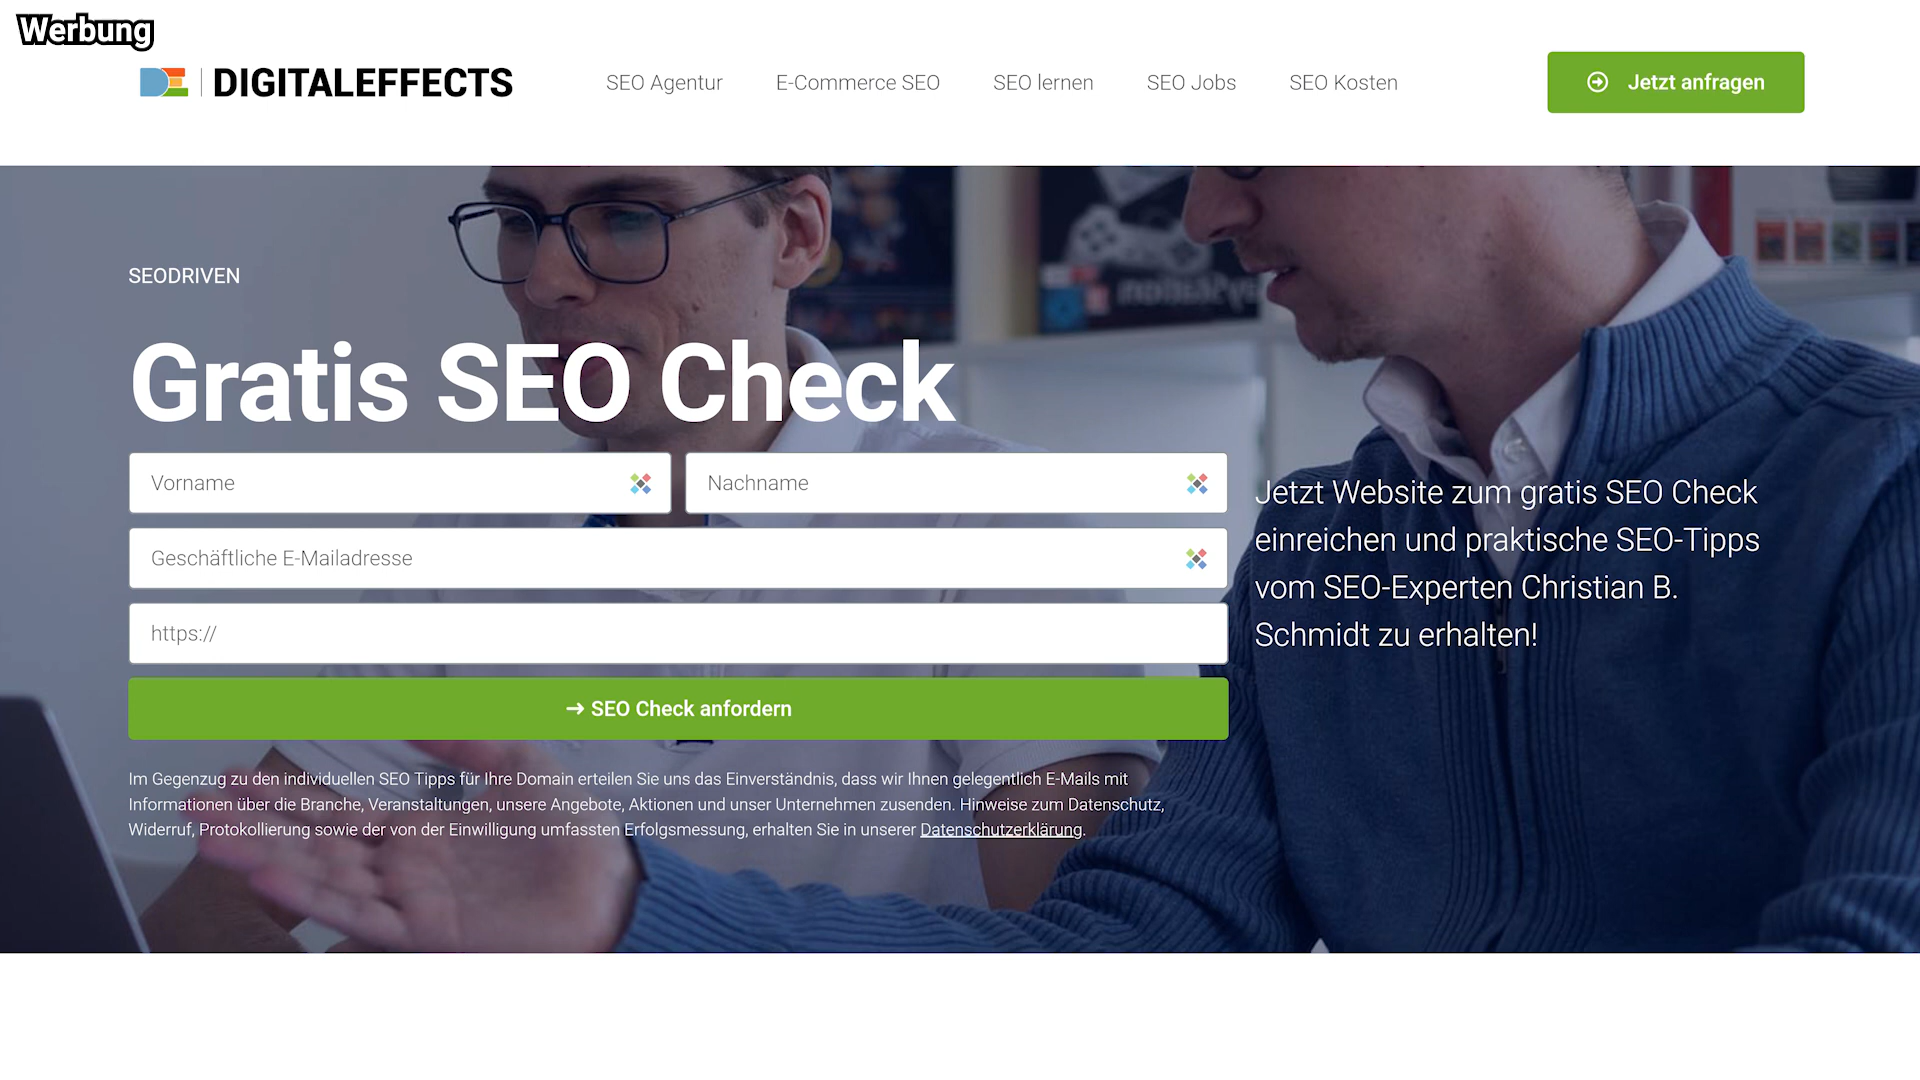 Werbung
DIGITALEFFECTS
SEO Agentur
E-Commerce SEO
SEO lernen
SEO Jobs
SEO Kosten
Jetzt anfragen
SEODRIVEN
Gratis SEO Check
Vorname
Nachname
Geschäftliche E-Mailadresse
https://
SEO Check anfordern
Jetzt Website zum gratis SEO Check
einreichen und praktische SEO-Tipps
vom SEO-Experten Christian B.
Schmidt zu erhalten!
Im Gegenzug zu den individuellen SEO Tipps für Ihre Domain erteilen Sie uns das Einverständnis, dass wir Ihnen gelegentlich E-Mails mit
Informationen über die Branche, Veranstaltungen, unsere Angebote, Aktionen und unser Unternehmen zusenden. Hinweise zum Datenschutz,
Widerruf, Protokollierung sowie der von der Einwilligung umfassten Erfolgsmessung, erhalten Sie in unserer Datenschutzerklärung.